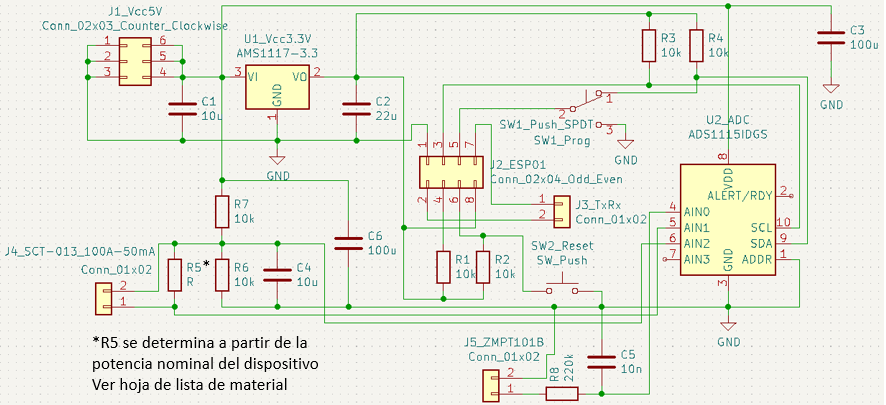 J1_Vcc5V
Conn_02x03_Counter_Clockwise
1 6
2 5
3 4
U1_Vcc3.3V
AMS1117-3.3
3 VI VO 2
GND
1
C1
10u
C2
22u
GND
R3
10k
R4
10k
C3
100u
GND
2 1
3
SW1_Push_SPDT
SW1_Prog
GND
U2_ADC
ADS1115IDGS
8
VDD
ALERT/RDY 2
4 AIN0
5 AIN1
6 AIN2
7 AIN3
SCL 10
SDA 9
ADDR 1
GND
3
GND
1 3 5 7
2 4 6 8
J2_ESP01
Conn_02x04_Odd_Even
1
2
J3_TxRx
Conn_01x02
R7
10k
C6
100u
J4_SCT-013_100A-50mA
Conn_01x02
2
1
R5*
R
R6
10k
C4
10u
R1
10k
R2
10k
SW2_Reset
SW_Push
J5_ZMPT101B
Conn_01x02
2
1
R8
220k
C5
10n
*R5 se determina a partir de la
potencia nominal del dispositivo
Ver hoja de lista de material